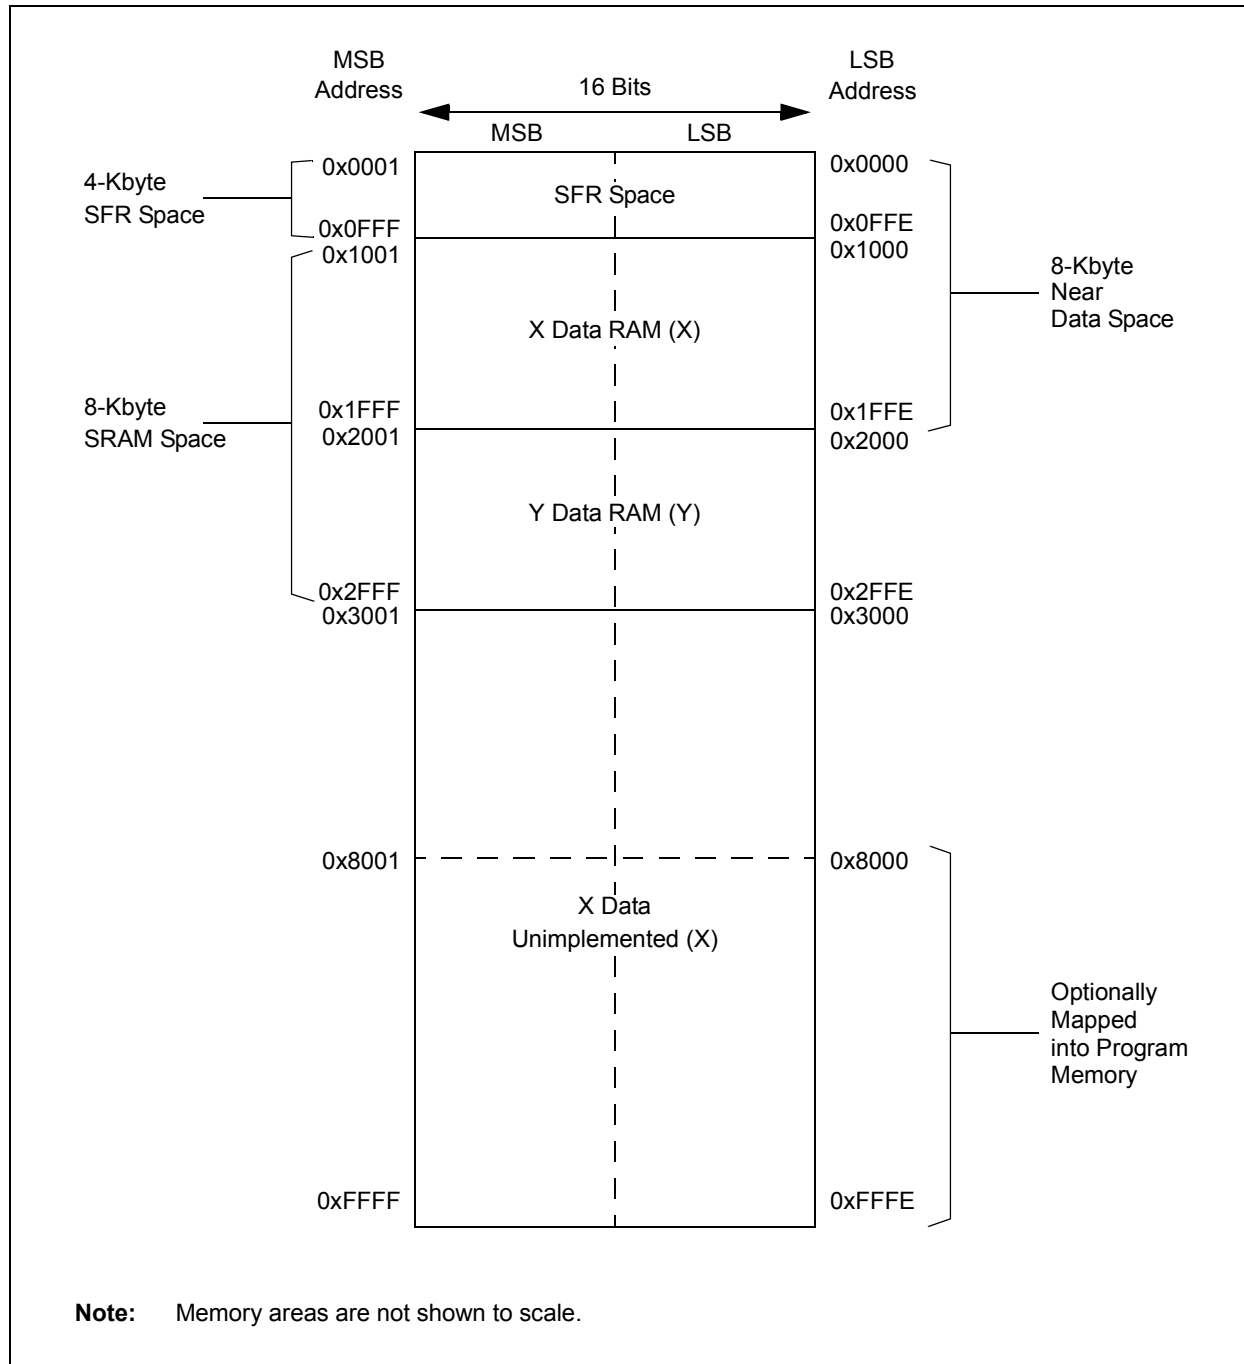 MSB
Address
16 Bits
LSB
Address
MSB
LSB
0x0001
0x0000
4-Kbyte
SFR Space
SFR Space
0x0FFF
0x0FFE
0x1001
0x1000
8-Kbyte
Near
Data Space
X Data RAM (X)
8-Kbyte
SRAM Space
0x1FFF
0x1FFE
0x2001
0x2000
Y Data RAM (Y)
0x2FFF
0x2FFE
0x3001
0x3000
0x8001
0x8000
X Data
Unimplemented (X)
Optionally
Mapped
into Program
Memory
0xFFFF
0xFFFE
Note: Memory areas are not shown to scale.